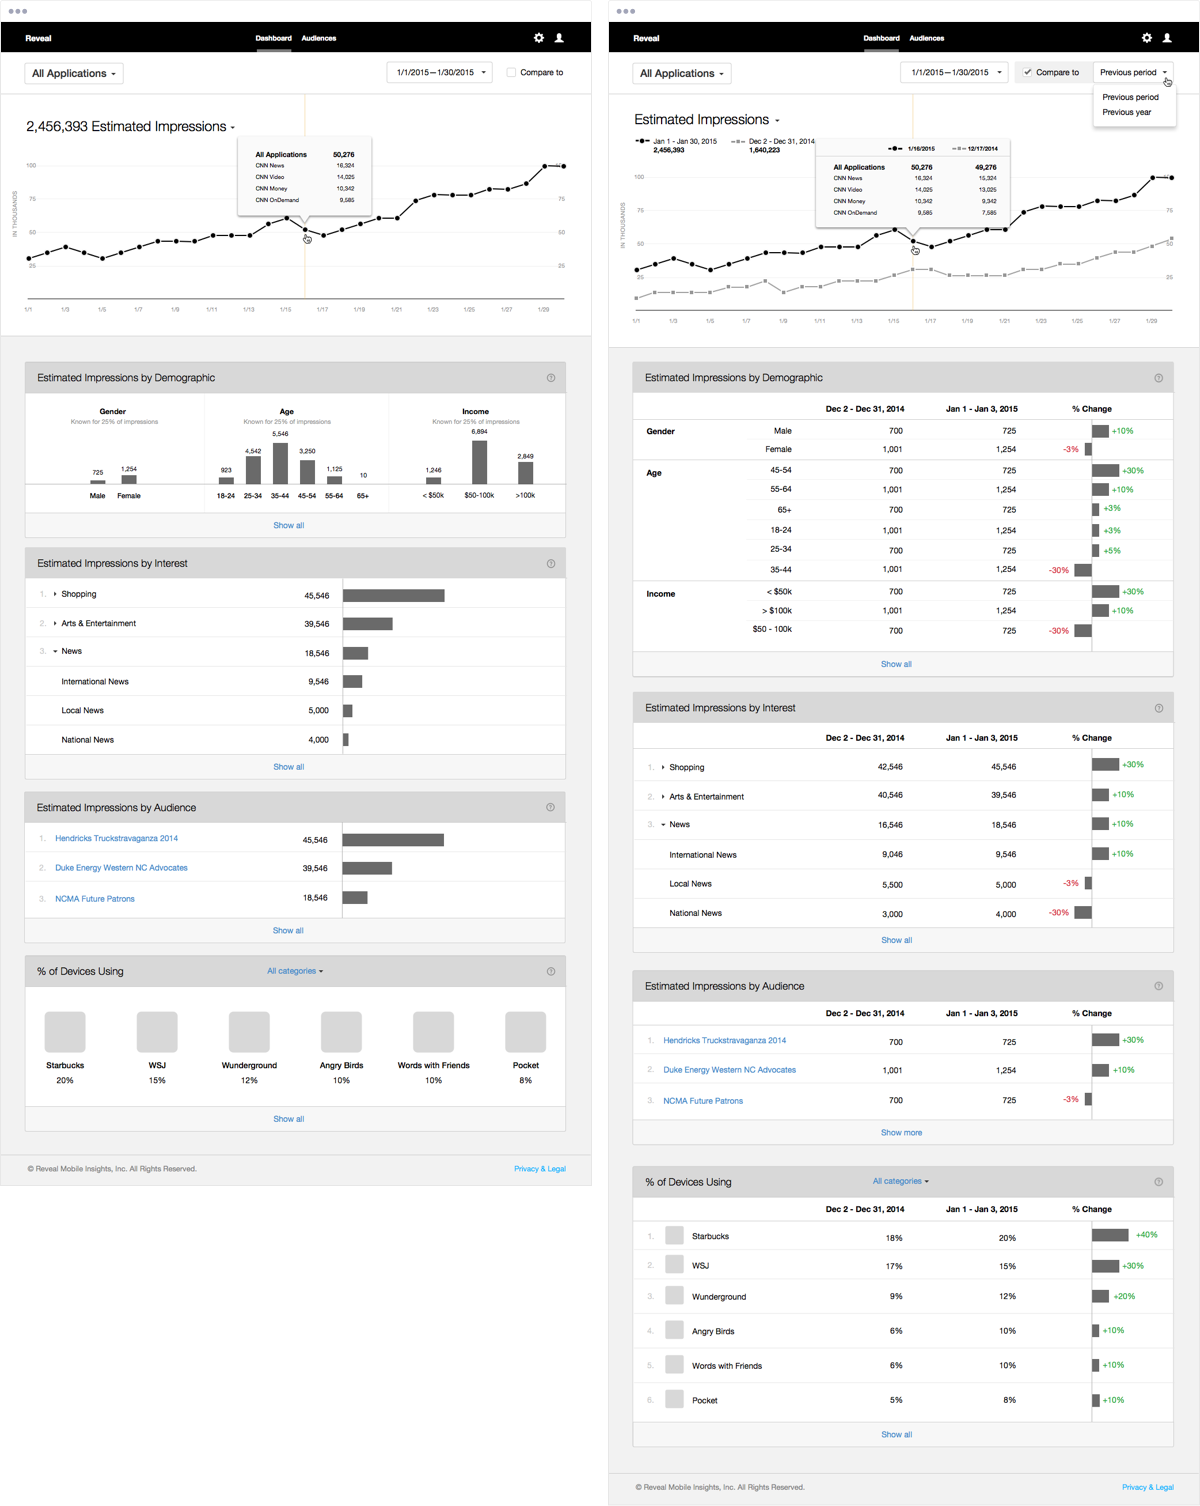 Reveal
Dashboard Audiences
All Applications
1/1/2015—1/30/2015
Compare to
2,456,393 Estimated Impressions
All Applications 50,276
CNN News 16,324
CNN Video 14,025
CNN Money 10,342
CNN OnDemand 9,585
IN THOUSANDS
100 100
75 75
50 50
25 25
1/1 1/3 1/5 1/7 1/9 1/11 1/13 1/15 1/17 1/19 1/21 1/23 1/25 1/27 1/29
Estimated Impressions by Demographic
Gender
Known for 25% of impressions
725 1,254
Male Female
Age
Known for 25% of impressions
923 4,542 5,546 3,250 1,125 10
18-24 25-34 35-44 45-54 55-64 65+
Income
Known for 25% of impressions
1,246 6,894 2,849
< $50k $50-100k >100k
Show all
Estimated Impressions by Interest
1. Shopping 45,546
2. Arts & Entertainment 39,546
3. News 18,546
International News 9,546
Local News 5,000
National News 4,000
Show all
Estimated Impressions by Audience
1. Hendricks Truckstravaganza 2014 45,546
2. Duke Energy Western NC Advocates 39,546
3. NCMA Future Patrons 18,546
Show all
% of Devices Using All categories
Starbucks WSJ Wunderground Angry Birds Words with Friends Pocket
20% 15% 12% 10% 10% 8%
Show all
© Reveal Mobile Insights, Inc. All Rights Reserved. Privacy & Legal
Reveal
Dashboard Audiences
All Applications
1/1/2015—1/30/2015
Compare to
Previous period
Previous period
Previous year
Estimated Impressions
Jan 1 - Jan 30, 2015
2,456,393
Dec 2 - Dec 31, 2014
1,640,223
1/16/2015 12/17/2014
All Applications 50,276 49,276
CNN News 16,324 15,324
CNN Video 14,025 13,025
CNN Money 10,342 9,342
CNN OnDemand 9,585 7,585
IN THOUSANDS
100
75 75
50 50
25 25
1/1 1/3 1/5 1/7 1/9 1/11 1/13 1/15 1/17 1/19 1/21 1/23 1/25 1/27 1/29
Estimated Impressions by Demographic
Dec 2 - Dec 31, 2014 Jan 1 - Jan 3, 2015 % Change
Gender Male 700 725 +10%
Female 1,001 1,254 -3%
Age 45-54 700 725 +30%
55-64 1,001 1,254 +10%
65+ 700 725 +3%
18-24 1,001 1,254 +3%
25-34 700 725 +5%
35-44 1,001 1,254 -30%
Income < $50k 700 725 +30%
> $100k 1,001 1,254 +10%
$50 - 100k 700 725 -30%
Show all
Estimated Impressions by Interest
Dec 2 - Dec 31, 2014 Jan 1 - Jan 3, 2015 % Change
1. Shopping 42,546 45,546 +30%
2. Arts & Entertainment 40,546 39,546 +10%
3. News 16,546 18,546 +10%
International News 9,046 9,546 +10%
Local News 5,500 5,000 -3%
National News 3,000 4,000 -30%
Show all
Estimated Impressions by Audience
Dec 2 - Dec 31, 2014 Jan 1 - Jan 3, 2015 % Change
1. Hendricks Truckstravaganza 2014 700 725 +30%
2. Duke Energy Western NC Advocates 1,001 1,254 +10%
3. NCMA Future Patrons 700 725 -3%
Show more
% of Devices Using All categories
Dec 2 - Dec 31, 2014 Jan 1 - Jan 3, 2015 % Change
1. Starbucks 18% 20% +40%
2. WSJ 17% 15% +30%
3. Wunderground 9% 12% +20%
4. Angry Birds 6% 10% +10%
5. Words with Friends 6% 10% +10%
6. Pocket 5% 8% +10%
Show all
© Reveal Mobile Insights, Inc. All Rights Reserved. Privacy & Legal